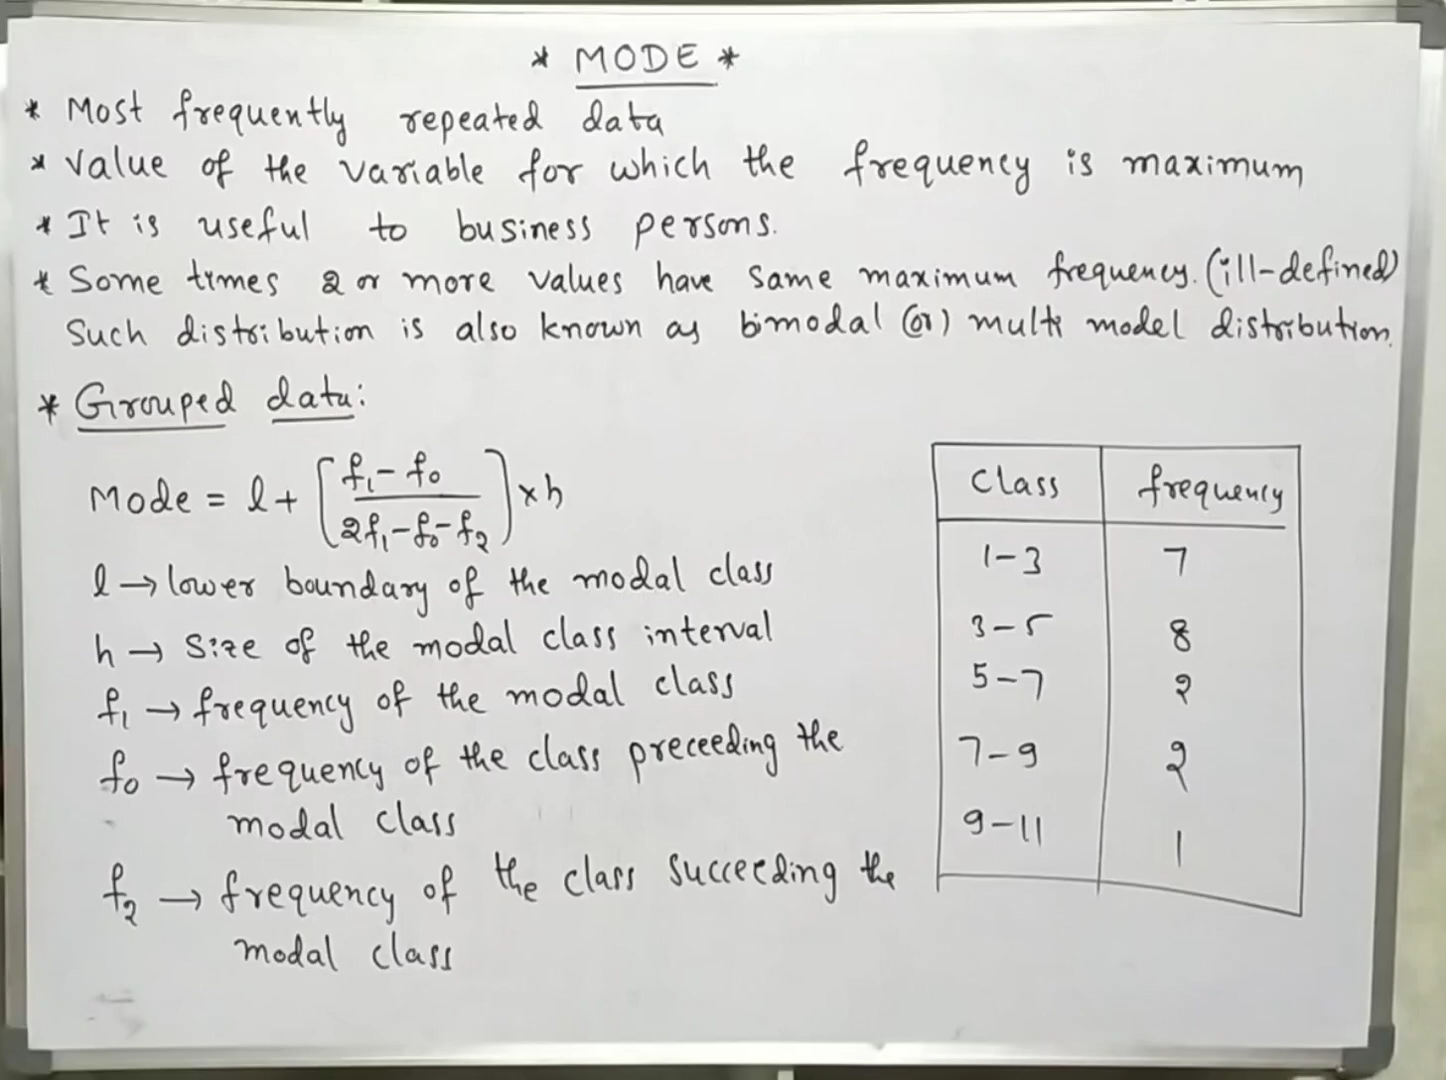 * MODE *
* Most frequently repeated data
* Value of the variable for which the frequency is maximum
* It is useful to business persons.
* Some times 2 or more values have same maximum frequency. (ill-defined)
Such distribution is also known as bimodal (or) multi model distribution.
* Grouped data:
Mode = l + [f₁ - f₀ / 2f₁ - f₀ - f₂] × h
l → lower boundary of the modal class
h → Size of the modal class interval
f₁ → frequency of the modal class
f₀ → frequency of the class preceeding the
modal class
f₂ → frequency of the class succeeding the
modal class
Class frequency
1-3 7
3-5 8
5-7 2
7-9 2
9-11 1